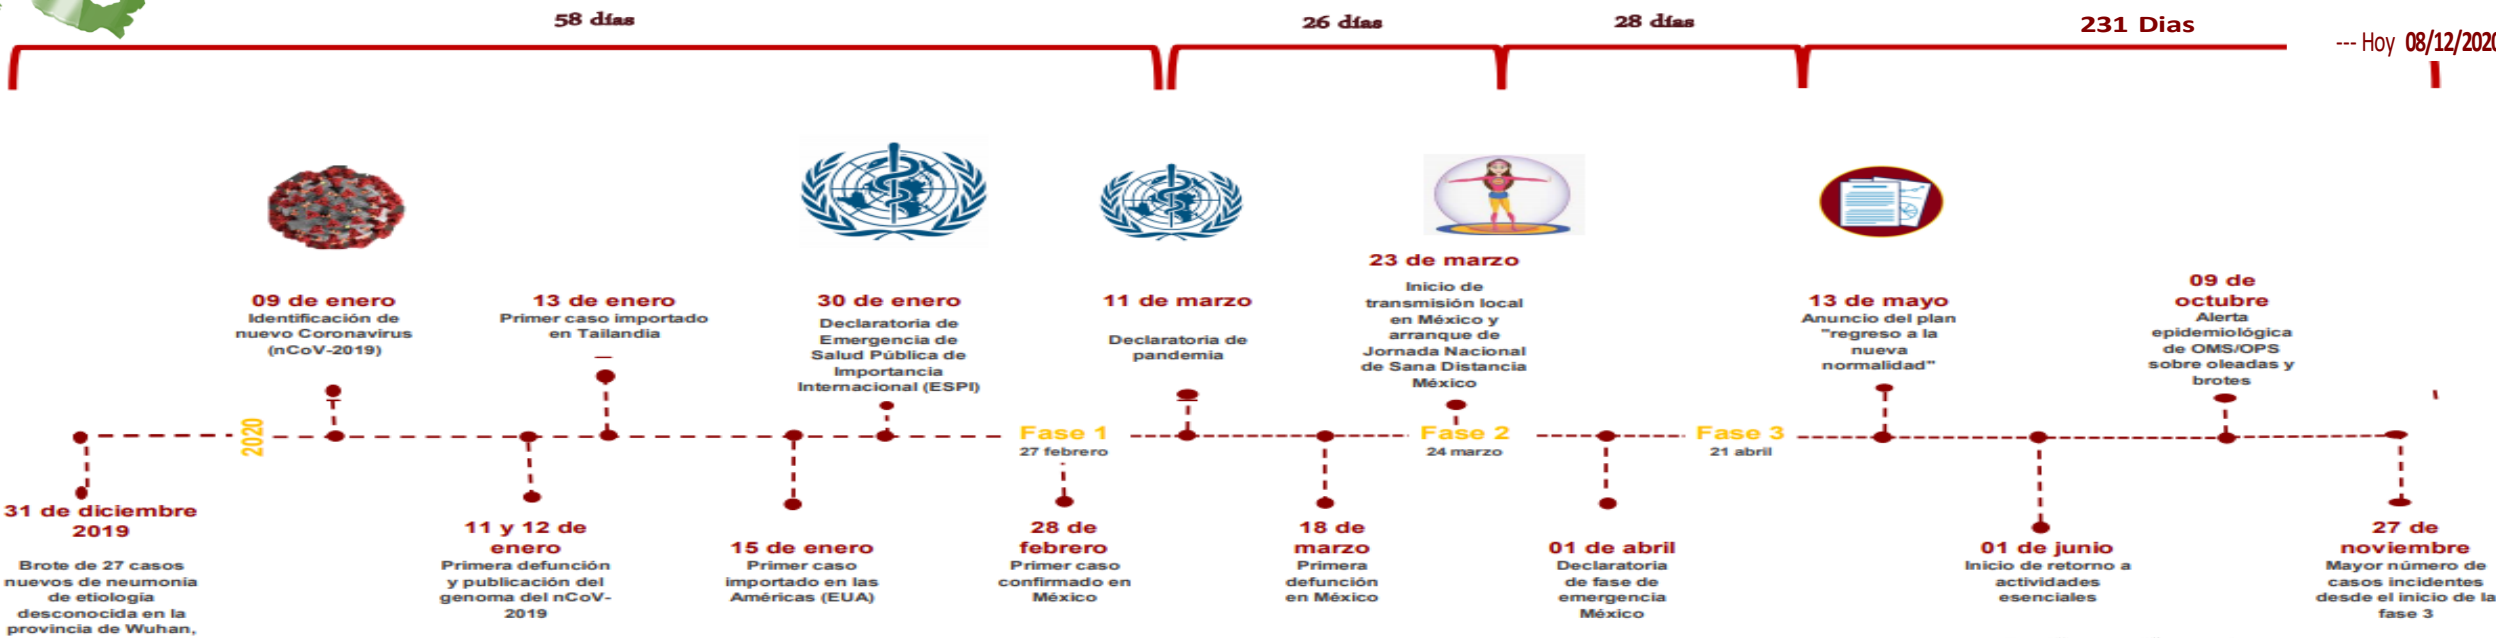 58 días
26 días
28 días
231 Dias
--- Hoy 08/12/2020
09 de enero
Identificación de
nuevo Coronavirus
(nCoV-2019)
13 de enero
Primer caso importado
en Tailandia
30 de enero
Declaratoria de
Emergencia de
Salud Pública de
Importancia
Internacional (ESPI)
11 de marzo
Declaratoria de
pandemia
23 de marzo
Inicio de
transmisión local
en México y
arranque de
Jornada Nacional
de Sana Distancia
México
13 de mayo
Anuncio del plan
"regreso a la
nueva
normalidad"
09 de
octubre
Alerta
epidemiológica
de OMS/OPS
sobre oleadas y
brotes
2020
Fase 1
27 febrero
Fase 2
24 marzo
Fase 3
21 abril
31 de diciembre
2019
Brote de 27 casos
nuevos de neumonía
de etiología
desconocida en la
provincia de Wuhan,
11 y 12 de
enero
Primera defunción
y publicación del
genoma del nCoV-
2019
15 de enero
Primer caso
importado en las
Américas (EUA)
28 de
febrero
Primer caso
confirmado en
México
18 de
marzo
Primera
defunción
en México
01 de abril
Declaratoria
de fase de
emergencia
México
01 de junio
Inicio de retorno a
actividades
esenciales
27 de
noviembre
Mayor número de
casos incidentes
desde el inicio de la
fase 3